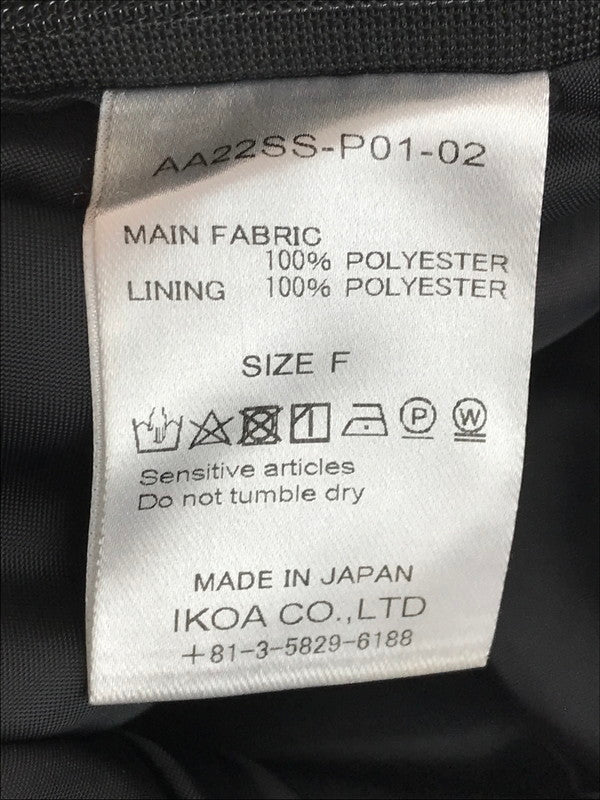 AA22SS-P01-02
MAIN FABRIC
100% POLYESTER
LINING 100% POLYESTER
SIZE F
P W
Sensitive articles
Do not tumble dry
MADE IN JAPAN
IKOA CO.,LTD
+81-3-5829-6188